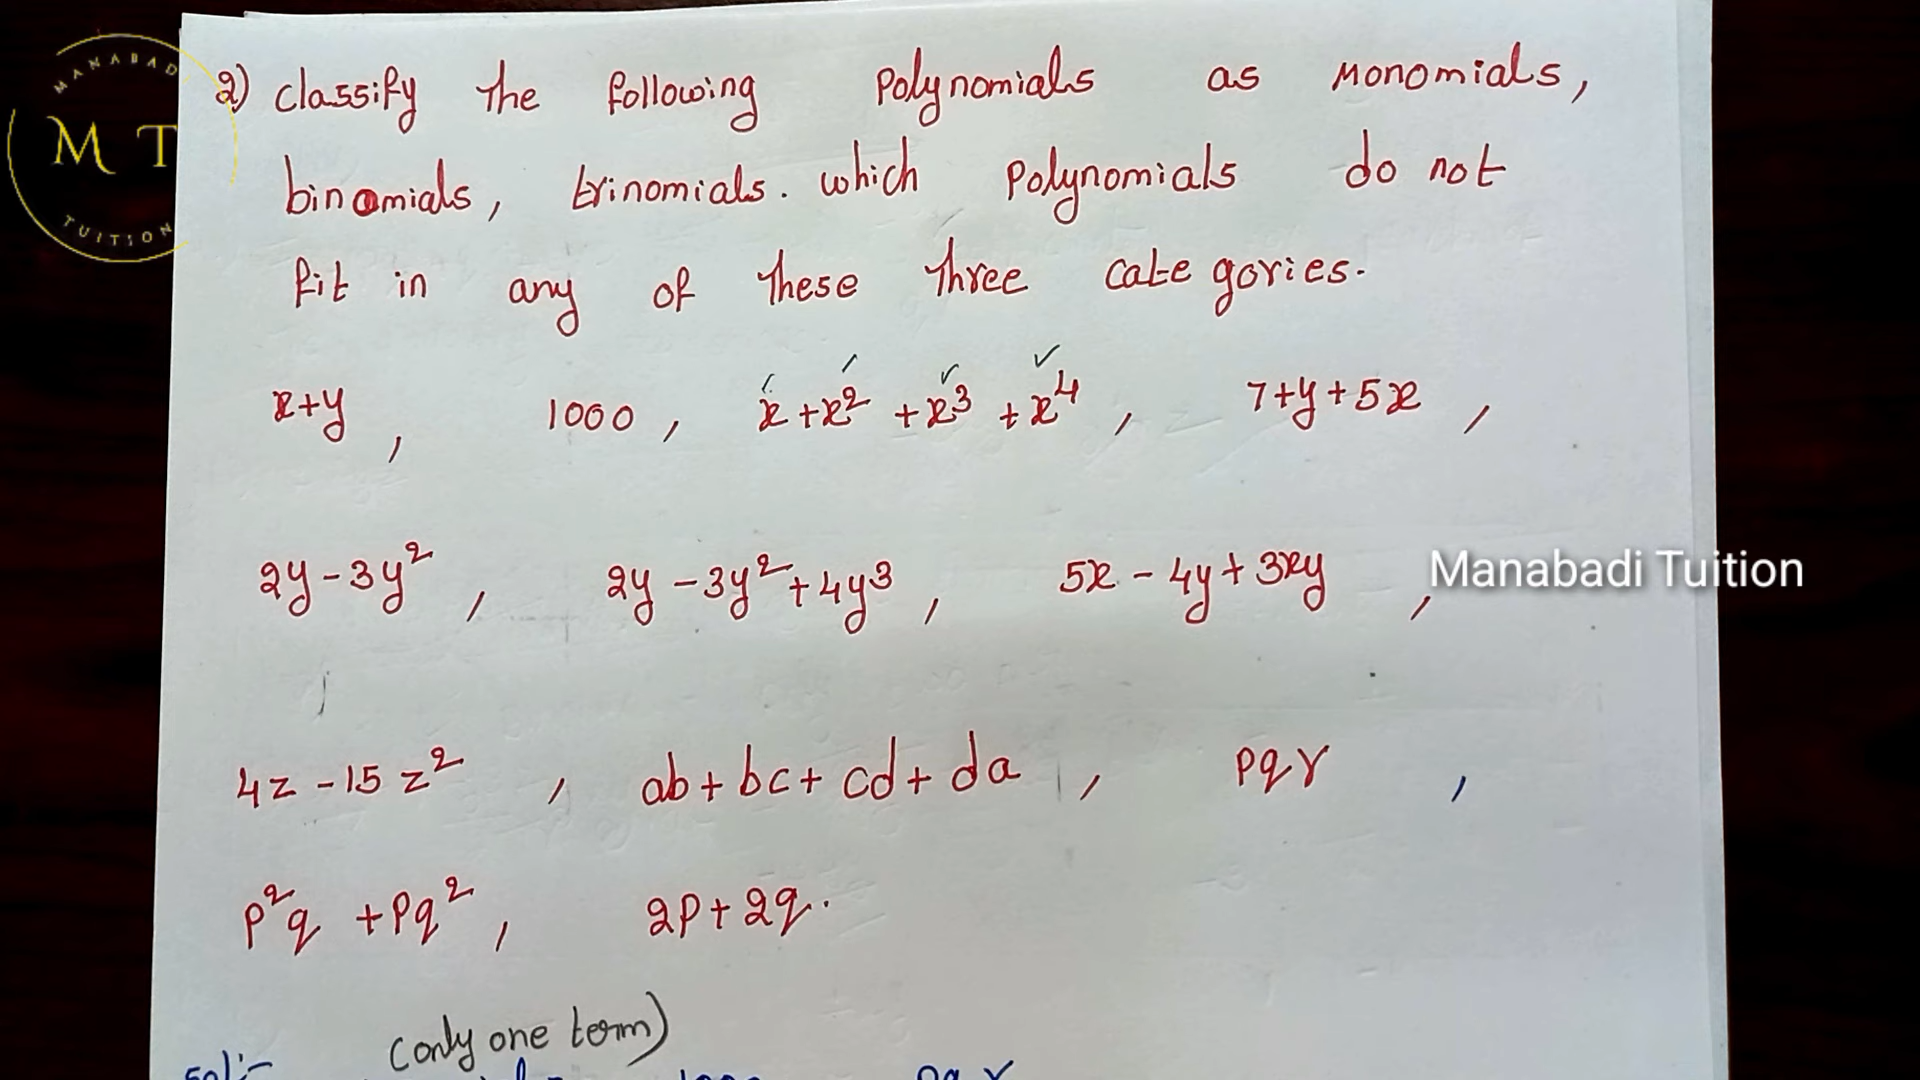 MANABADI
M T
TUITION
2) classify the following Polynomials as Monomials,
binomials, trinomials. which Polynomials do not
fit in any of these three categories.
x+y, 1000, x+x²+x³+x⁴, 7+y+5x,
2y-3y², 2y-3y²+4y³, 5x-4y+3xy,
Manabadi Tuition
4z-15z², ab+bc+cd+da, pqr,
p²q+pq², 2p+2q.
(only one term)
Sol:-